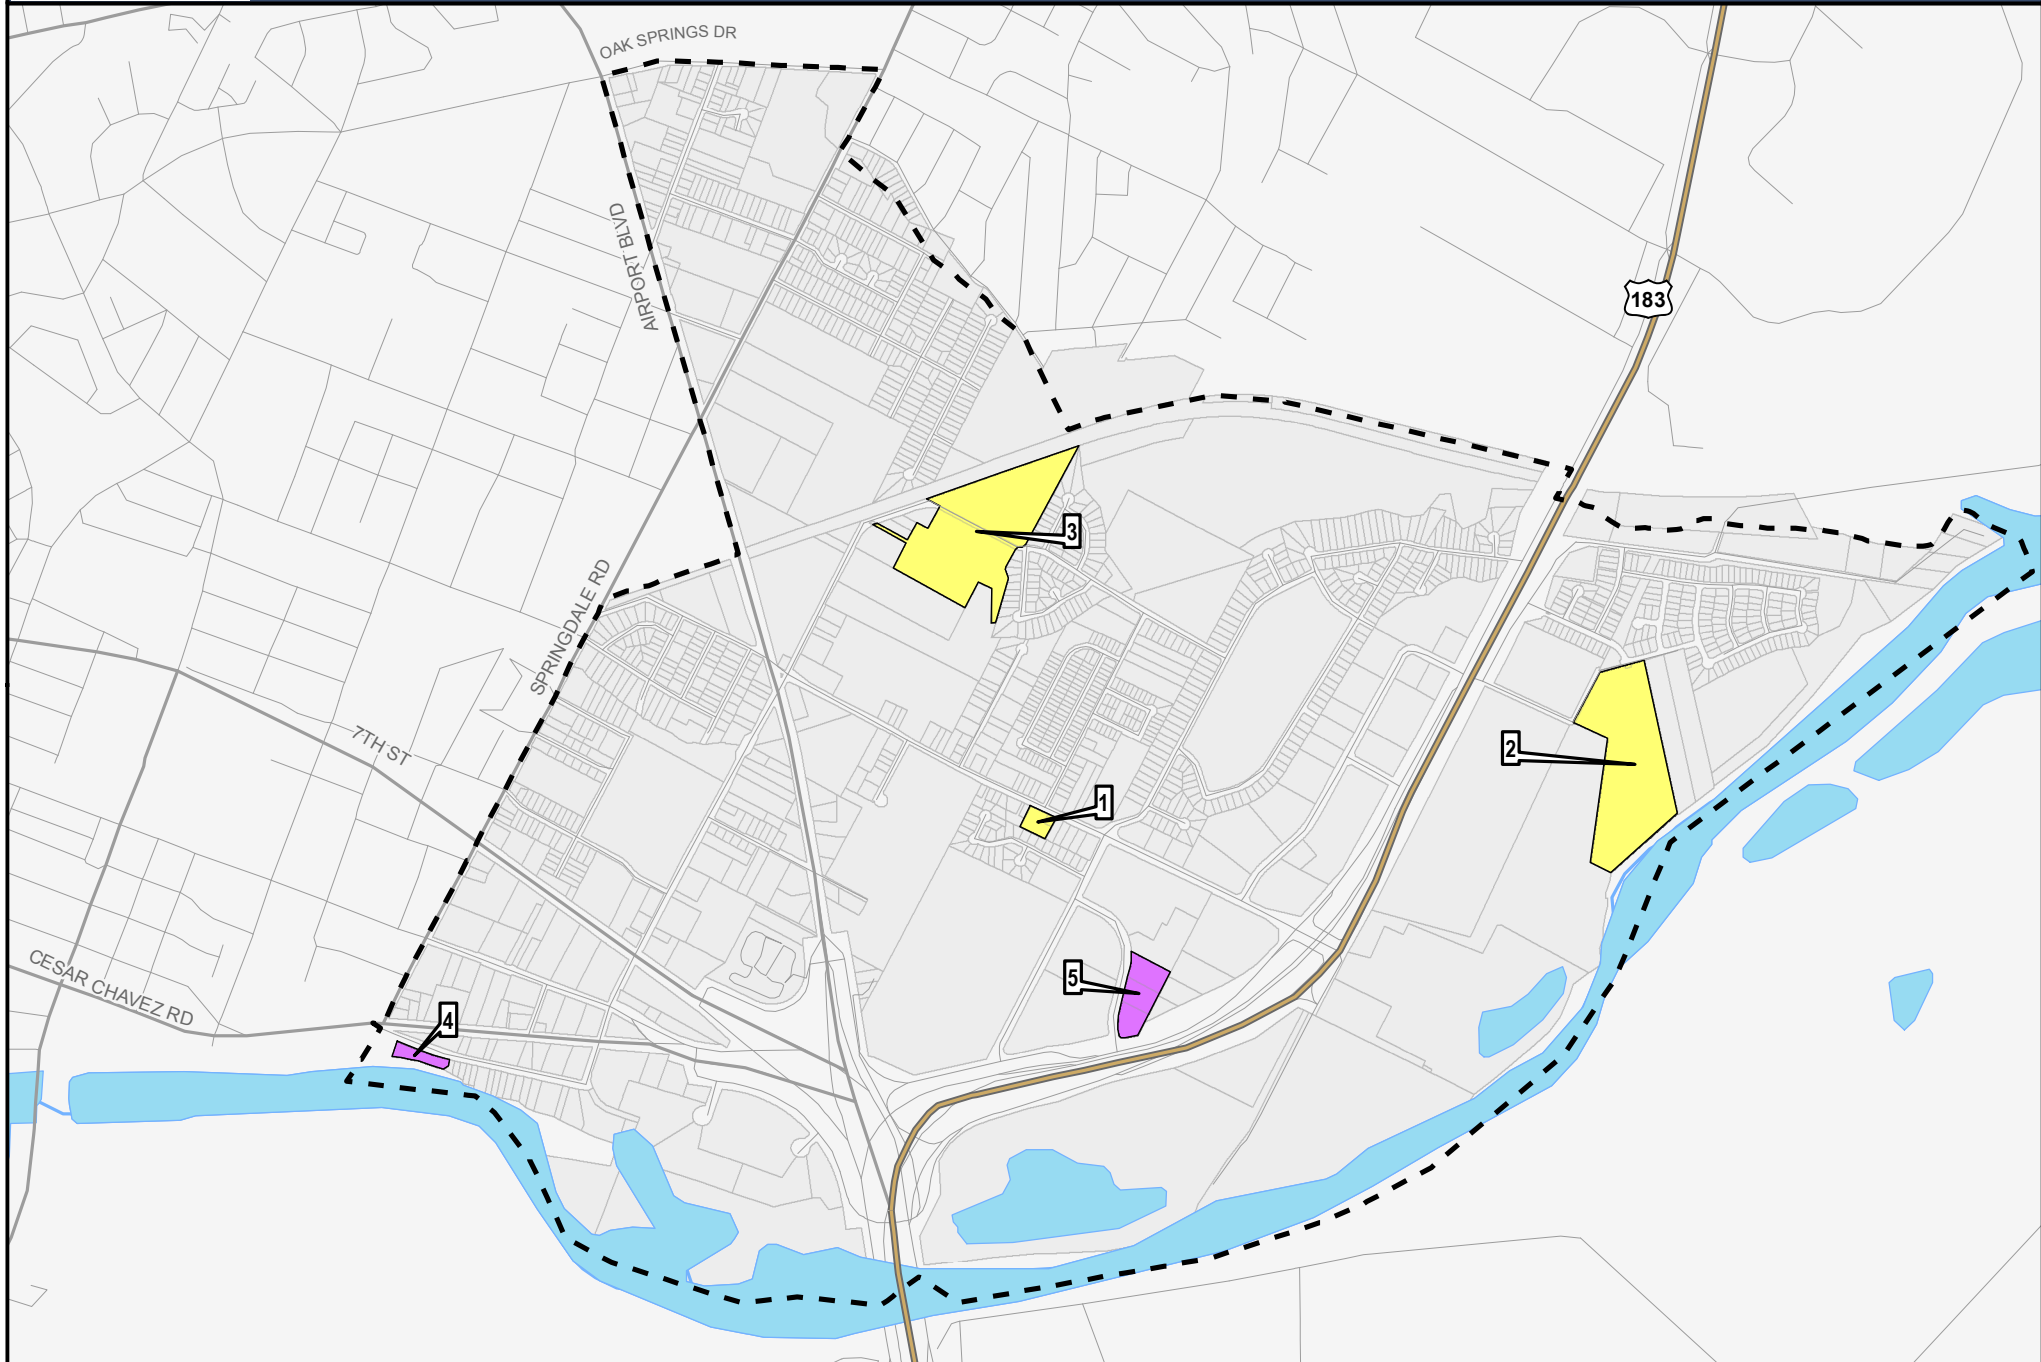 OAK SPRINGS DR
AIRPORT BLVD
183
3
SPRINGDALE RD
7TH ST
2
1
CESAR CHAVEZ RD
5
4